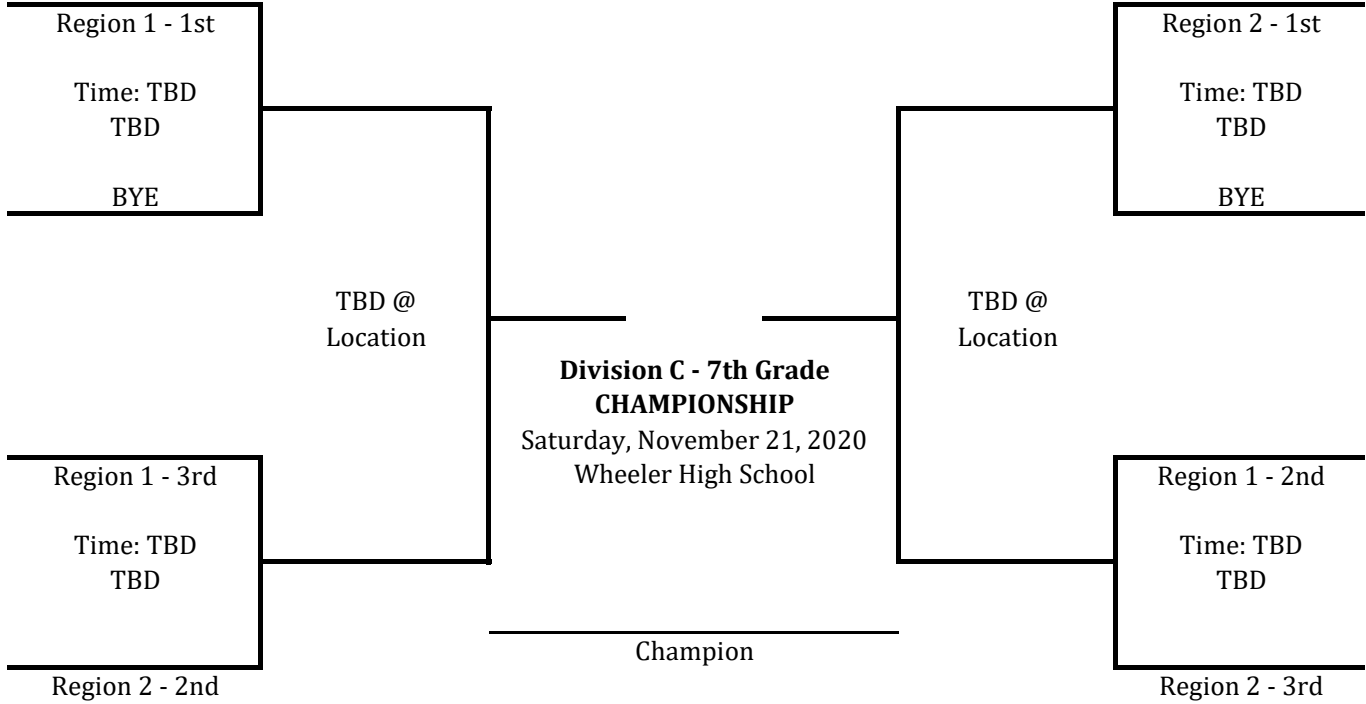 Region 1 - 1st
Time: TBD
TBD
BYE
TBD @
Location
Region 1 - 3rd
Time: TBD
TBD
Region 2 - 2nd
Division C - 7th Grade
CHAMPIONSHIP
Saturday, November 21, 2020
Wheeler High School
Champion
Region 2 - 1st
Time: TBD
TBD
BYE
TBD @
Location
Region 1 - 2nd
Time: TBD
TBD
Region 2 - 3rd